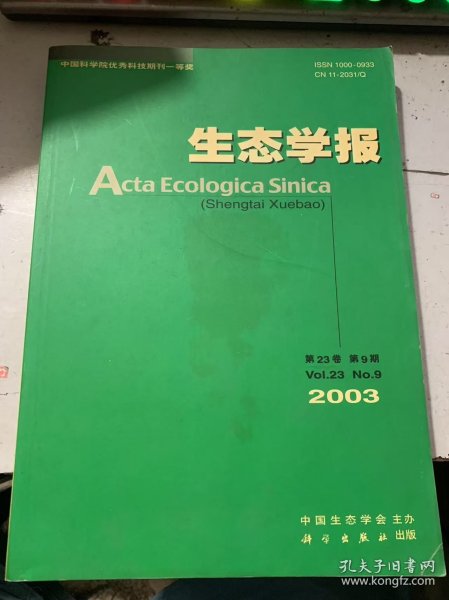 中国科学院优秀科技期刊一等奖
ISSN 1000-0933
CN 11-2031/Q
生态学报
Acta Ecologica Sinica
(Shengtai Xuebao)
第23卷 第9期
Vol.23 No.9
2003
中国生态学会 主办
科学出版社 出版
孔夫子旧书网
www.kongfz.com